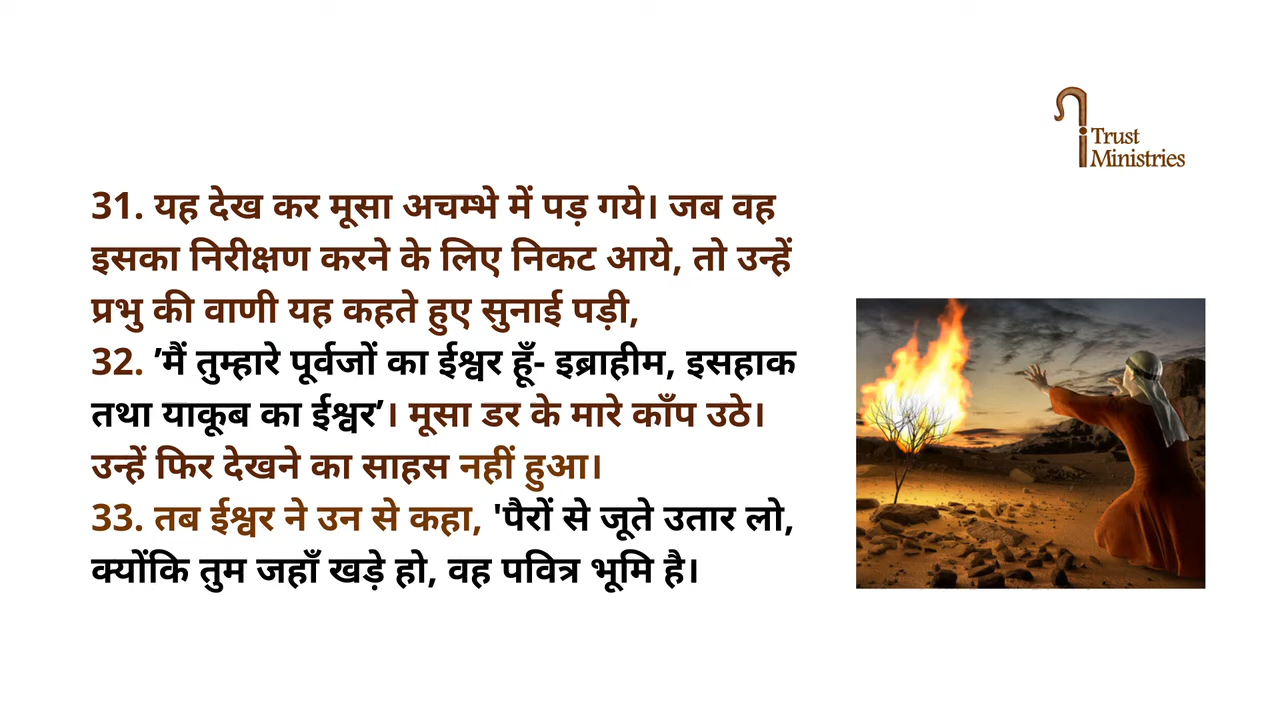 Trust
Ministries
31. यह देख कर मूसा अचम्भे में पड़ गये। जब वह
इसका निरीक्षण करने के लिए निकट आये, तो उन्हें
प्रभु की वाणी यह कहते हुए सुनाई पड़ी,
32. ’मैं तुम्हारे पूर्वजों का ईश्वर हूँ- इब्राहीम, इसहाक
तथा याकूब का ईश्वर’। मूसा डर के मारे काँप उठे।
उन्हें फिर देखने का साहस नहीं हुआ।
33. तब ईश्वर ने उन से कहा, 'पैरों से जूते उतार लो,
क्योंकि तुम जहाँ खड़े हो, वह पवित्र भूमि है।